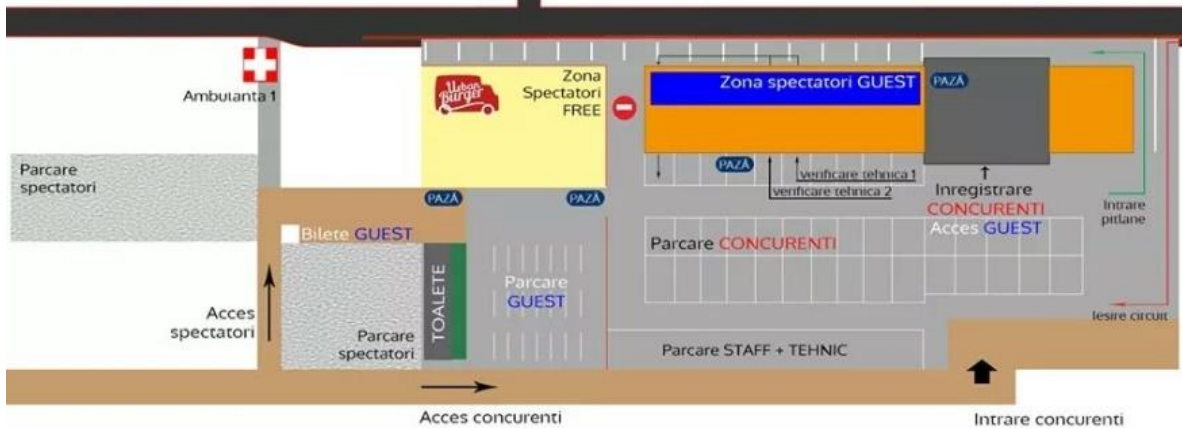 Ambulanta 1
Urban
Burger
Zona
Spectatori
FREE
Zona spectatori GUEST
PAZĂ
PAZĂ
verificare tehnica 1
verificare tehnica 2
Parcare
spectatori
PAZĂ
PAZĂ
Inregistrare
CONCURENTI
Acces GUEST
Intrare
pitlane
Bilete GUEST
Parcare CONCURENTI
TOALETE
Parcare
GUEST
Acces
spectatori
Parcare
spectatori
Iesire circuit
Parcare STAFF + TEHNIC
Acces concurenti
Intrare concurenti